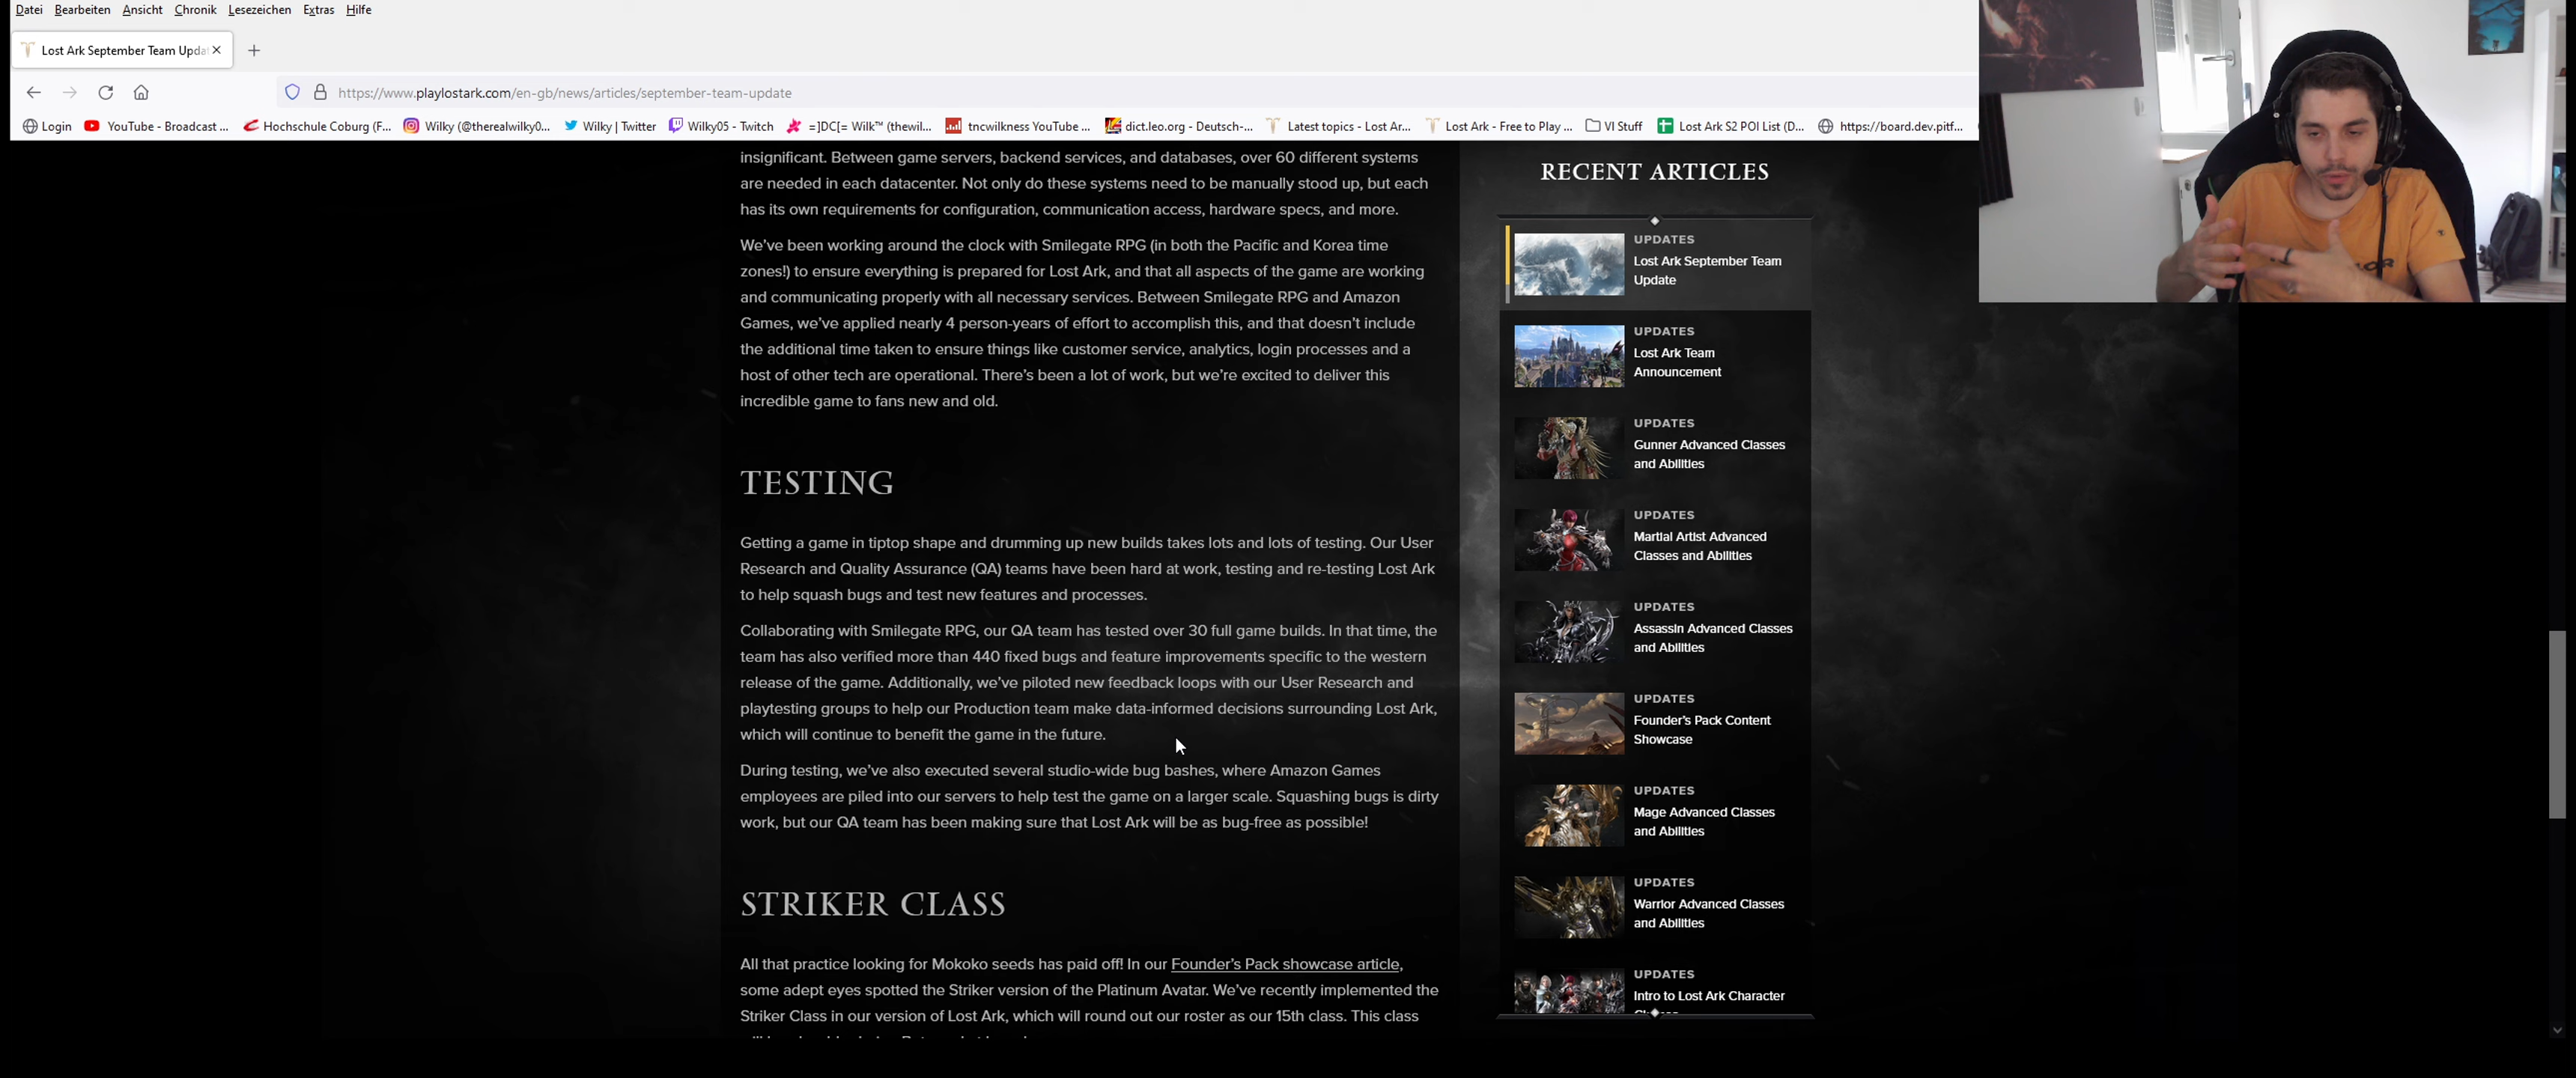 Datei Bearbeiten Ansicht Chronik Lesezeichen Extras Hilfe
Lost Ark September Team Upda
https://www.playlostark.com/en-gb/news/articles/september-team-update
Login YouTube - Broadcast ... Hochschule Coburg (F... Wilky (@therealwilky0... Wilky | Twitter Wilky05 - Twitch =]DC[= Wilk™ (thewil... tncwilkness YouTube ... dict.leo.org - Deutsch-... Latest topics - Lost Ar... Lost Ark - Free to Play ... VI Stuff Lost Ark S2 POI List (D... https://board.dev.pitf...
insignificant. Between game servers, backend services, and databases, over 60 different systems
are needed in each datacenter. Not only do these systems need to be manually stood up, but each
has its own requirements for configuration, communication access, hardware specs, and more.
We've been working around the clock with Smilegate RPG (in both the Pacific and Korea time
zones!) to ensure everything is prepared for Lost Ark, and that all aspects of the game are working
and communicating properly with all necessary services. Between Smilegate RPG and Amazon
Games, we've applied nearly 4 person-years of effort to accomplish this, and that doesn't include
the additional time taken to ensure things like customer service, analytics, login processes and a
host of other tech are operational. There's been a lot of work, but we're excited to deliver this
incredible game to fans new and old.
TESTING
Getting a game in tiptop shape and drumming up new builds takes lots and lots of testing. Our User
Research and Quality Assurance (QA) teams have been hard at work, testing and re-testing Lost Ark
to help squash bugs and test new features and processes.
Collaborating with Smilegate RPG, our QA team has tested over 30 full game builds. In that time, the
team has also verified more than 440 fixed bugs and feature improvements specific to the western
release of the game. Additionally, we've piloted new feedback loops with our User Research and
playtesting groups to help our Production team make data-informed decisions surrounding Lost Ark,
which will continue to benefit the game in the future.
During testing, we've also executed several studio-wide bug bashes, where Amazon Games
employees are piled into our servers to help test the game on a larger scale. Squashing bugs is dirty
work, but our QA team has been making sure that Lost Ark will be as bug-free as possible!
STRIKER CLASS
All that practice looking for Mokoko seeds has paid off! In our Founder's Pack showcase article,
some adept eyes spotted the Striker version of the Platinum Avatar. We've recently implemented the
Striker Class in our version of Lost Ark, which will round out our roster as our 15th class. This class
RECENT ARTICLES
UPDATES
Lost Ark September Team
Update
UPDATES
Lost Ark Team
Announcement
UPDATES
Gunner Advanced Classes
and Abilities
UPDATES
Martial Artist Advanced
Classes and Abilities
UPDATES
Assassin Advanced Classes
and Abilities
UPDATES
Founder's Pack Content
Showcase
UPDATES
Mage Advanced Classes
and Abilities
UPDATES
Warrior Advanced Classes
and Abilities
UPDATES
Intro to Lost Ark Character